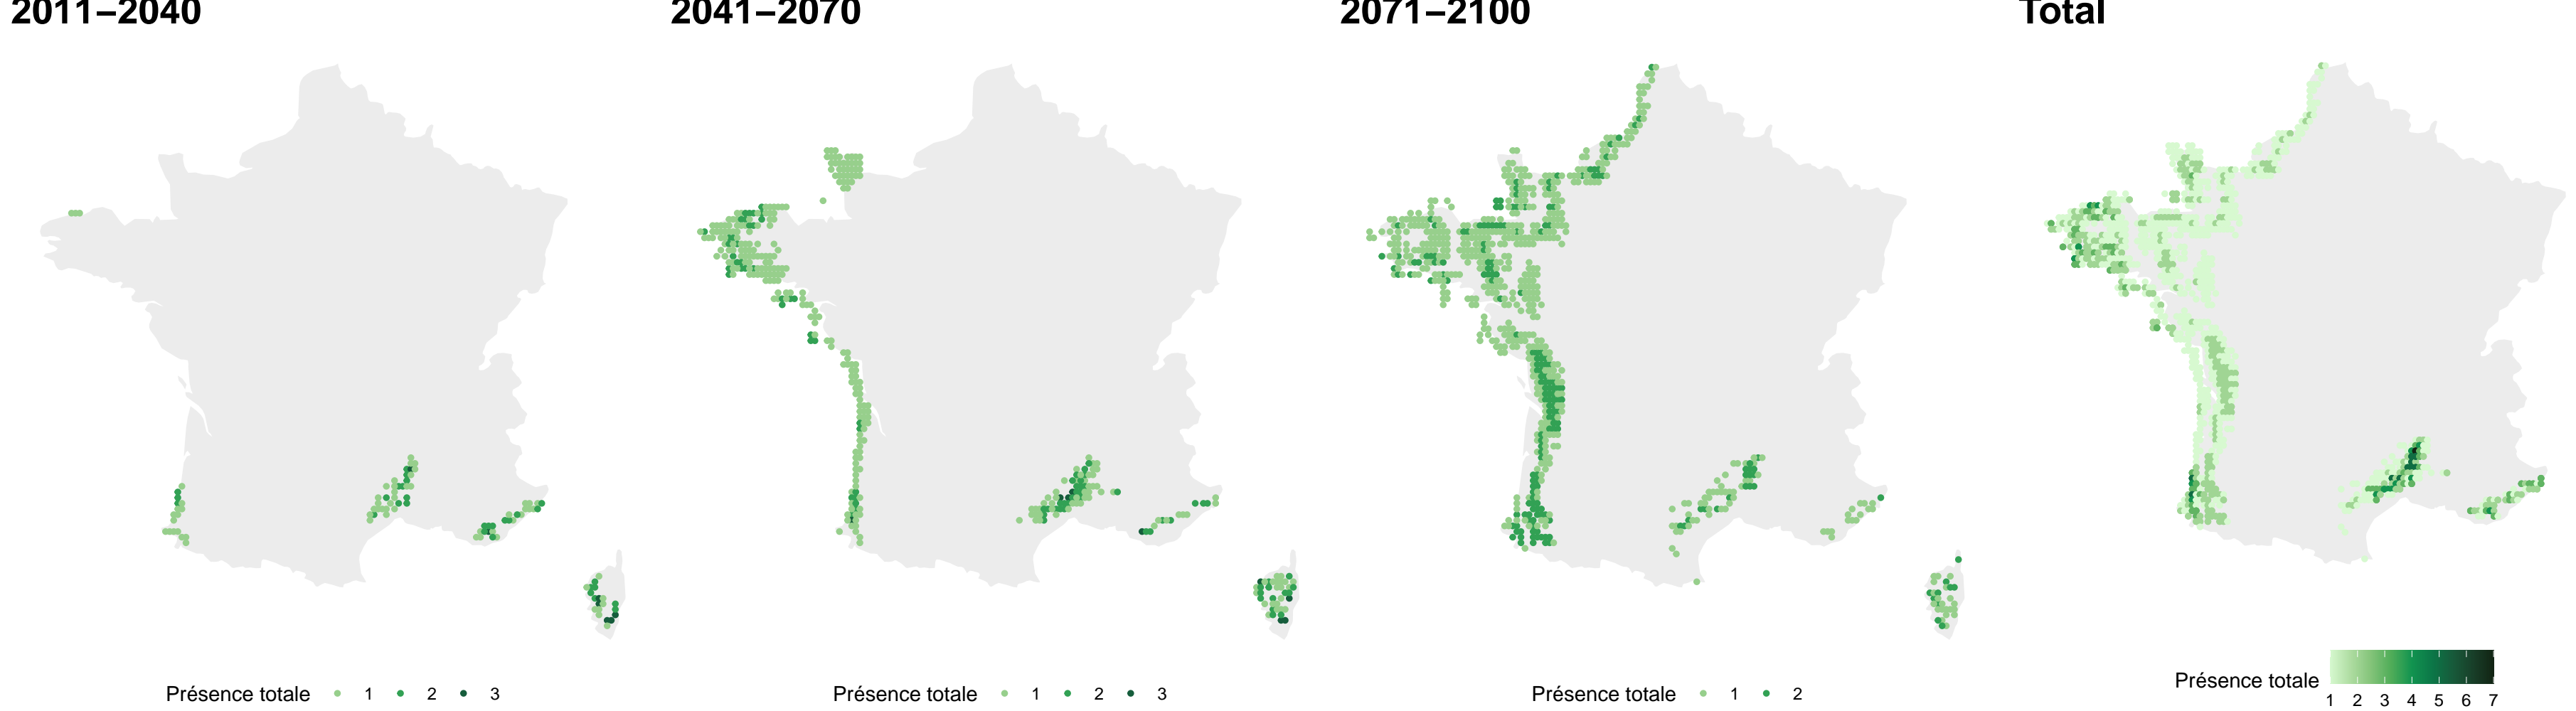 2011–2040
2041–2070
2071–2100
Total
Présence totale 1 2 3
Présence totale 1 2 3
Présence totale 1 2
Présence totale
1 2 3 4 5 6 7